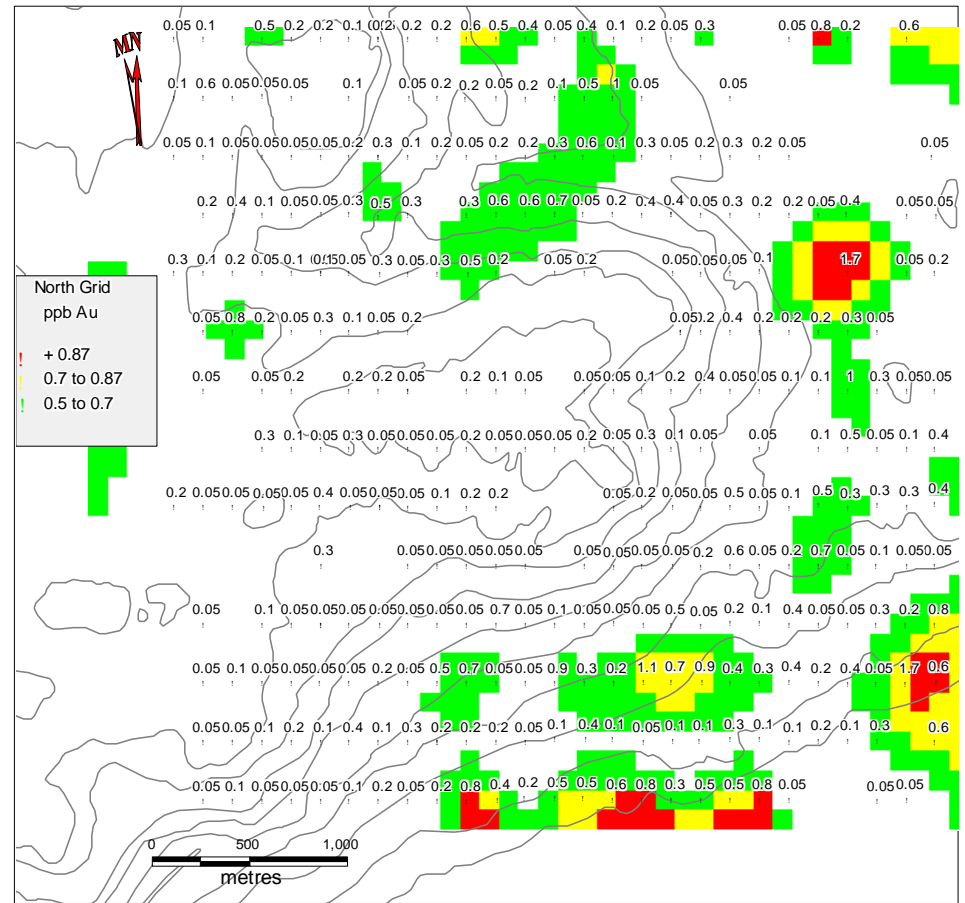 0.05 0.1 0.5 0.2 0.2 0.1 0.2 0.2 0.6 0.5 0.4 0.05 0.4 0.1 0.2 0.05 0.3 0.05 0.8 0.2 0.6
MN
0.1 0.6 0.05 0.05 0.05 0.1 0.2 0.05 0.2 0.05 0.2 0.1 0.5 1 0.05 0.05
0.05 0.1 0.05 0.05 0.05 0.05 0.2 0.3 0.1 0.2 0.05 0.2 0.2 0.3 0.6 0.1 0.3 0.05 0.2 0.3 0.2 0.05 0.05
0.2 0.4 0.1 0.05 0.05 0.3 0.5 0.3 0.3 0.6 0.6 0.7 0.05 0.2 0.4 0.4 0.05 0.3 0.2 0.2 0.05 0.4 0.05 0.05
0.3 0.1 0.2 0.05 0.1 0.05 0.3 0.05 0.3 0.5 0.2 0.05 0.2 0.05 0.05 0.05 0.1 1.7 0.05 0.2
North Grid
ppb Au
0.05 0.8 0.2 0.05 0.3 0.1 0.05 0.2 0.05 0.2 0.4 0.2 0.2 0.2 0.3 0.05
! + 0.87
! 0.7 to 0.87
! 0.5 to 0.7
0.05 0.05 0.2 0.2 0.2 0.05 0.2 0.1 0.05 0.05 0.05 0.1 0.2 0.4 0.05 0.05 0.1 0.1 1 0.3 0.05 0.05
0.3 0.1 0.05 0.3 0.05 0.05 0.05 0.2 0.05 0.05 0.05 0.2 0.05 0.3 0.1 0.05 0.05 0.1 0.5 0.05 0.1 0.4
0.2 0.05 0.05 0.05 0.05 0.4 0.05 0.05 0.05 0.1 0.2 0.2 0.05 0.2 0.05 0.05 0.5 0.05 0.1 0.5 0.3 0.3 0.3 0.4
0.3 0.05 0.05 0.05 0.05 0.05 0.05 0.05 0.05 0.05 0.2 0.6 0.05 0.2 0.7 0.05 0.1 0.05 0.05
0.05 0.1 0.05 0.05 0.05 0.05 0.05 0.05 0.05 0.7 0.05 0.1 0.05 0.05 0.05 0.5 0.05 0.2 0.1 0.4 0.05 0.05 0.3 0.2 0.8
0.05 0.1 0.05 0.05 0.05 0.05 0.2 0.05 0.5 0.7 0.05 0.05 0.9 0.3 0.2 1.1 0.7 0.9 0.4 0.3 0.4 0.2 0.4 0.05 1.7 0.6
0.05 0.05 0.1 0.2 0.1 0.4 0.1 0.3 0.2 0.2 0.2 0.05 0.1 0.4 0.1 0.05 0.1 0.1 0.3 0.1 0.1 0.2 0.1 0.3 0.6
0.05 0.1 0.05 0.05 0.05 0.2 0.05 0.05 0.2 0.8 0.4 0.2 0.5 0.5 0.6 0.8 0.3 0.5 0.5 0.8 0.05 0.05 0.05
0 500 1,000
metres